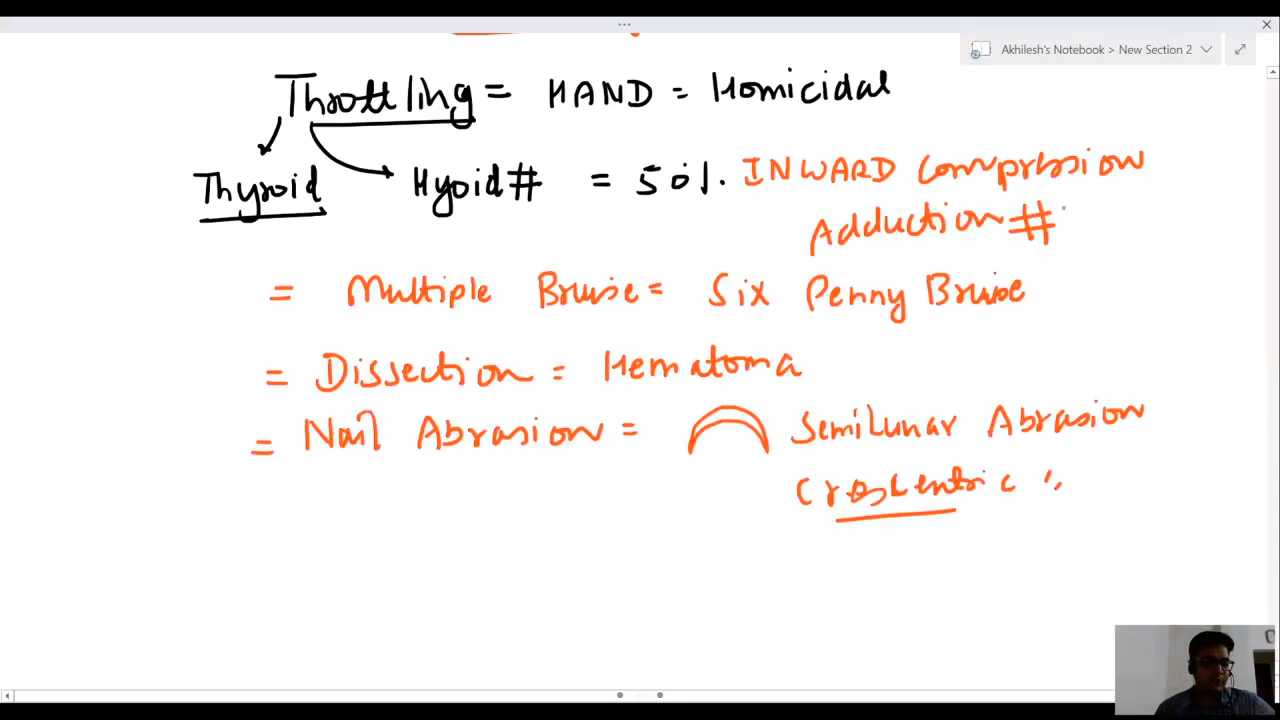 Akhilesh's Notebook > New Section 2
Throttling = HAND = Homicidal
Thyroid Hyoid# = 50%. INWARD Compression
Adduction #
= Multiple Bruise = Six Penny Bruise
= Dissection = Hematoma
= Nail Abrasion = SemiLunar Abrasion
Crescentric "